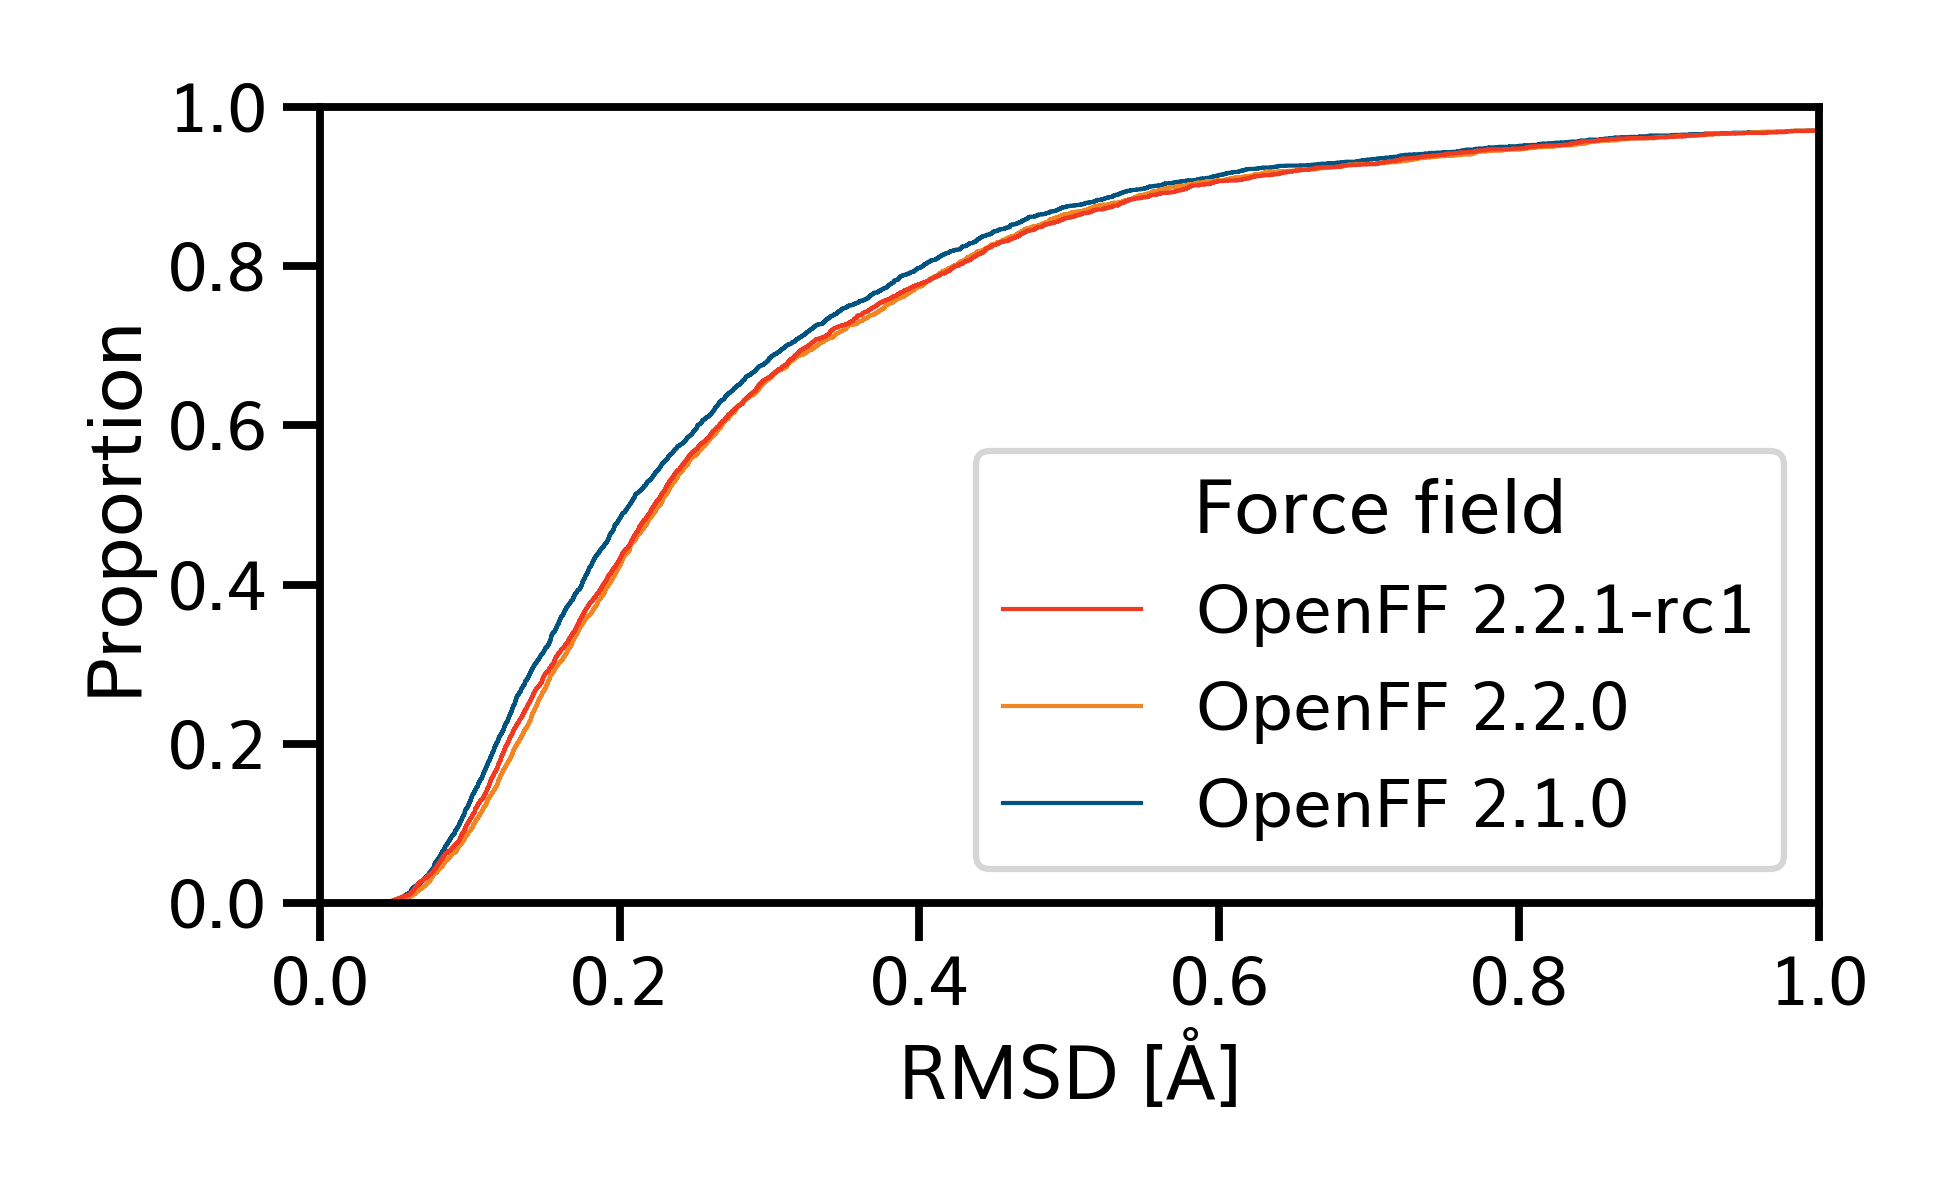 1.0
0.8
0.6
0.4
0.2
0.0
Proportion
0.0 0.2 0.4 0.6 0.8 1.0
RMSD [Å]
Force field
OpenFF 2.2.1-rc1
OpenFF 2.2.0
OpenFF 2.1.0